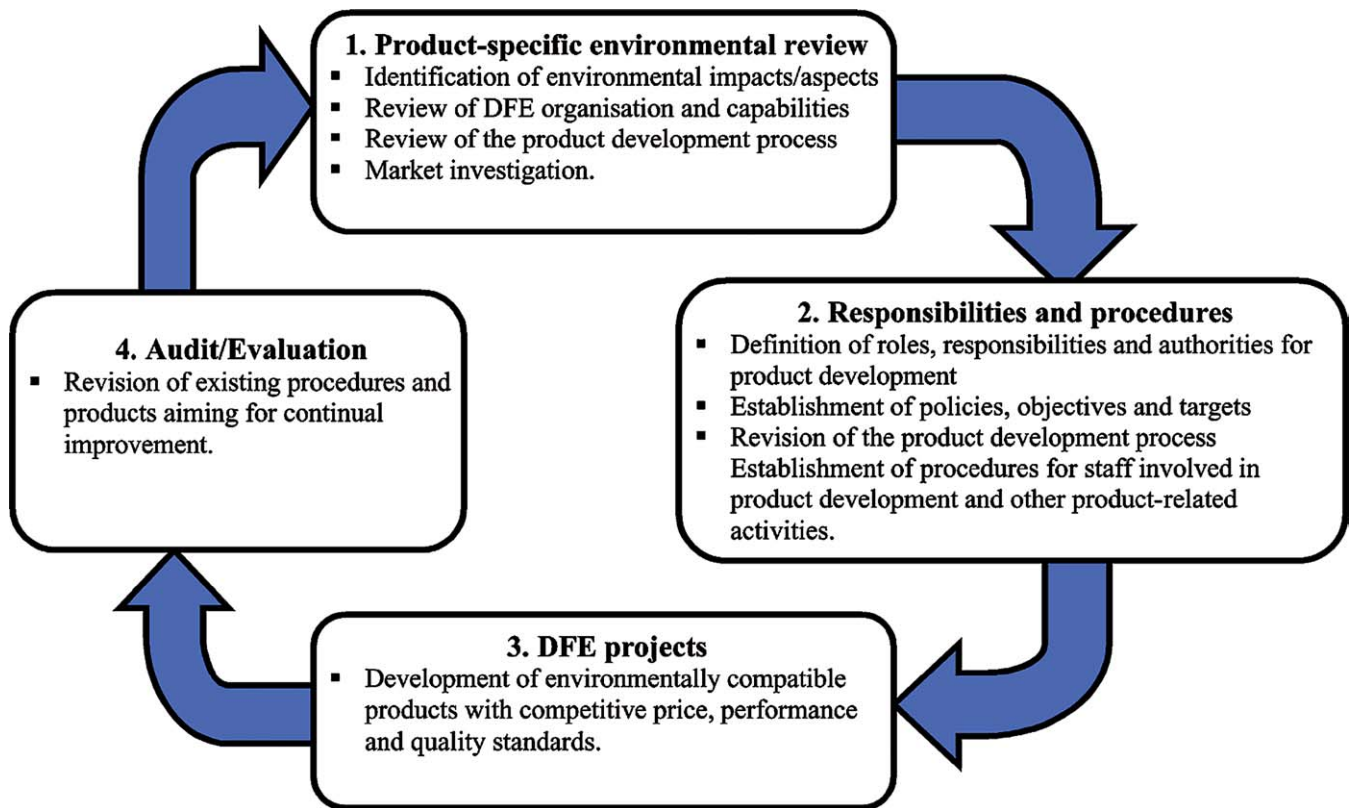 1. Product-specific environmental review
▪ Identification of environmental impacts/aspects
▪ Review of DFE organisation and capabilities
▪ Review of the product development process
▪ Market investigation.
2. Responsibilities and procedures
▪ Definition of roles, responsibilities and authorities for
product development
▪ Establishment of policies, objectives and targets
▪ Revision of the product development process
Establishment of procedures for staff involved in
product development and other product-related
activities.
3. DFE projects
▪ Development of environmentally compatible
products with competitive price, performance
and quality standards.
4. Audit/Evaluation
▪ Revision of existing procedures and
products aiming for continual
improvement.